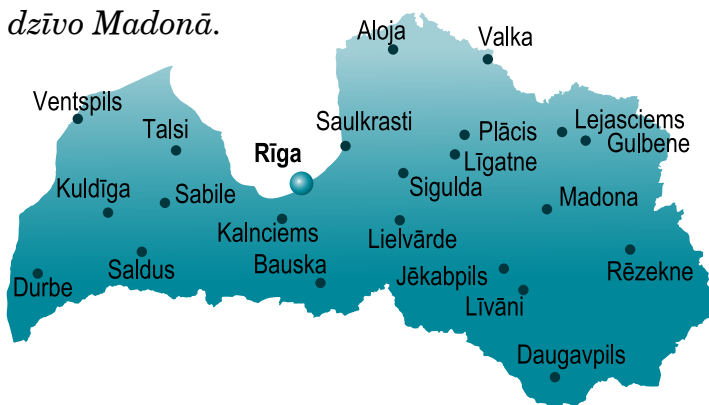 dzīvo Madonā.
Aloja
Valka
Ventspils
Talsi
Saulkrasti
Plācis
Lejasciems
Gulbene
Rīga
Līgatne
Sigulda
Kuldīga
Sabile
Madona
Kalnciems
Lielvārde
Saldus
Bauska
Jēkabpils
Rēzekne
Durbe
Līvāni
Daugavpils